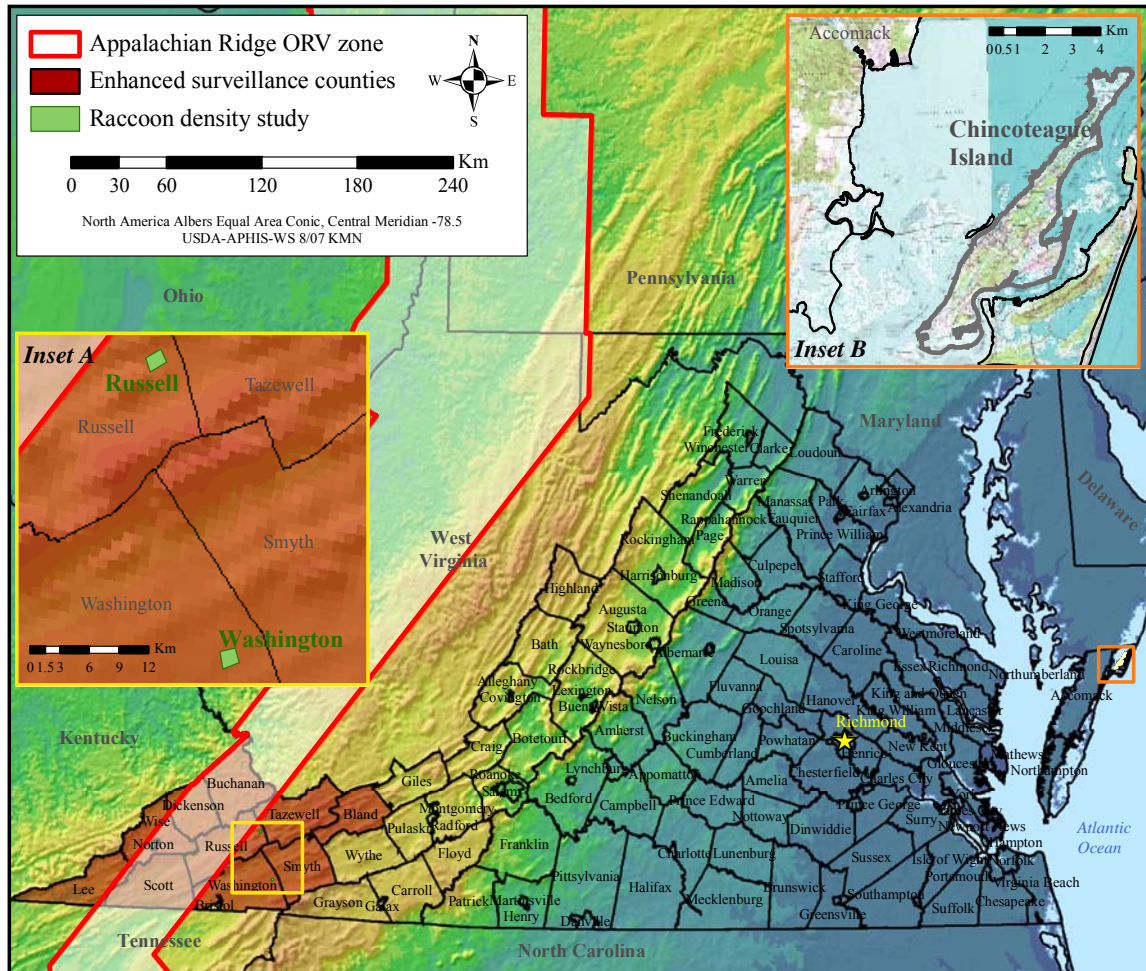 Appalachian Ridge ORV zone
Enhanced surveillance counties
Raccoon density study
N
W E
S
Km
0 30 60 120 180 240
North America Albers Equal Area Conic, Central Meridian -78.5
USDA-APHIS-WS 8/07 KMN
Accomack
Km
0 0.5 1 2 3 4
Chincoteague
Island
Inset B
Ohio
Pennsylvania
Maryland
Delaware
West
Virginia
Kentucky
Tennessee
North Carolina
Atlantic
Ocean
Inset A
Russell
Tazewell
Russell
Smyth
Washington
Washington
Km
0 1.5 3 6 9 12
Frederick
Winchester
Clarke
Loudoun
Warren
Shenandoah
Manassas Park
Arlington
Fairfax
Alexandria
Rappahannock
Fauquier
Page
Prince William
Rockingham
Culpeper
Harrisonburg
Madison
Stafford
Highland
Greene
King George
Augusta
Orange
Staunton
Spotsylvania
Westmoreland
Bath
Waynesboro
Albemarle
Caroline
Rockbridge
Louisa
Essex
Richmond
Northumberland
Alleghany
Covington
Lexington
Nelson
Fluvanna
Hanover
King and Queen
Accomack
Buena Vista
Goochland
King William
Lancaster
Richmond
Middlesex
Amherst
Buckingham
Powhatan
Henrico
New Kent
Craig
Botetourt
Cumberland
Mathews
Gloucester
Northampton
Buchanan
Giles
Roanoke
Lynchburg
Appomattox
Amelia
Chesterfield
Charles City
Salem
York
Dickenson
Bedford
Campbell
Prince Edward
Prince George
James City
Wise
Tazewell
Bland
Montgomery
Nottoway
Surry
Newport News
Pulaski
Radford
Dinwiddie
Hampton
Norton
Russell
Wythe
Floyd
Franklin
Charlotte
Lunenburg
Sussex
Isle of Wight
Norfolk
Smyth
Pittsylvania
Portsmouth
Lee
Scott
Washington
Carroll
Halifax
Brunswick
Southampton
Virginia Beach
Bristol
Grayson
Galax
Patrick
Martinsville
Mecklenburg
Suffolk
Chesapeake
Henry
Greensville
Danville